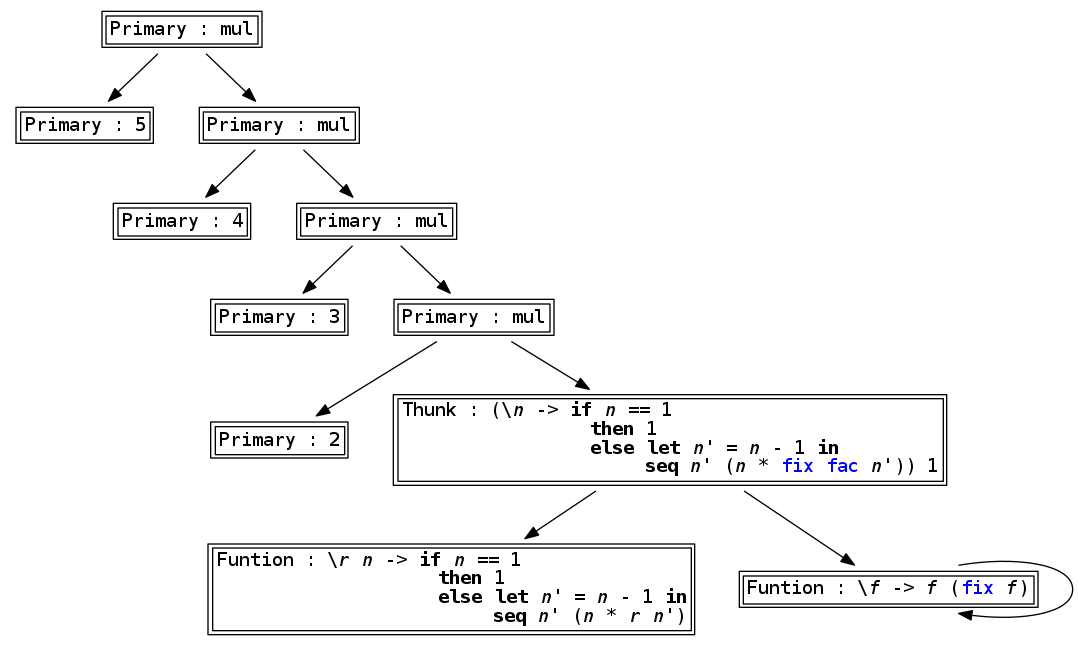 Primary : mul
Primary : 5
Primary : mul
Primary : 4
Primary : mul
Primary : 3
Primary : mul
Primary : 2
Thunk : (\n -> if n == 1
then 1
else let n' = n - 1 in
seq n' (n * fix fac n')) 1
Funtion : \r n -> if n == 1
then 1
else let n' = n - 1 in
seq n' (n * r n')
Funtion : \f -> f (fix f)